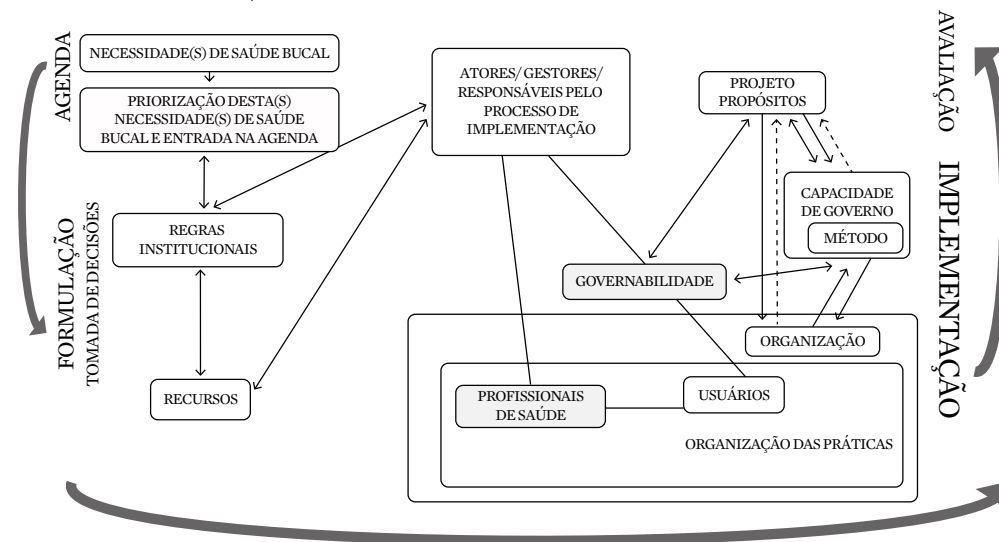 AGENDA
NECESSIDADE(S) DE SAÚDE BUCAL
PRIORIZAÇÃO DESTA(S)
NECESSIDADE(S) DE SAÚDE
BUCAL E ENTRADA NA AGENDA
FORMULAÇÃO
TOMADA DE DECISÕES
REGRAS
INSTITUCIONAIS
RECURSOS
ATORES/ GESTORES/
RESPONSÁVEIS PELO
PROCESSO DE
IMPLEMENTAÇÃO
PROJETO
PROPÓSITOS
CAPACIDADE
DE GOVERNO
MÉTODO
GOVERNABILIDADE
ORGANIZAÇÃO
PROFISSIONAIS
DE SAÚDE
USUÁRIOS
ORGANIZAÇÃO DAS PRÁTICAS
AVALIAÇÃO
IMPLEMENTAÇÃO